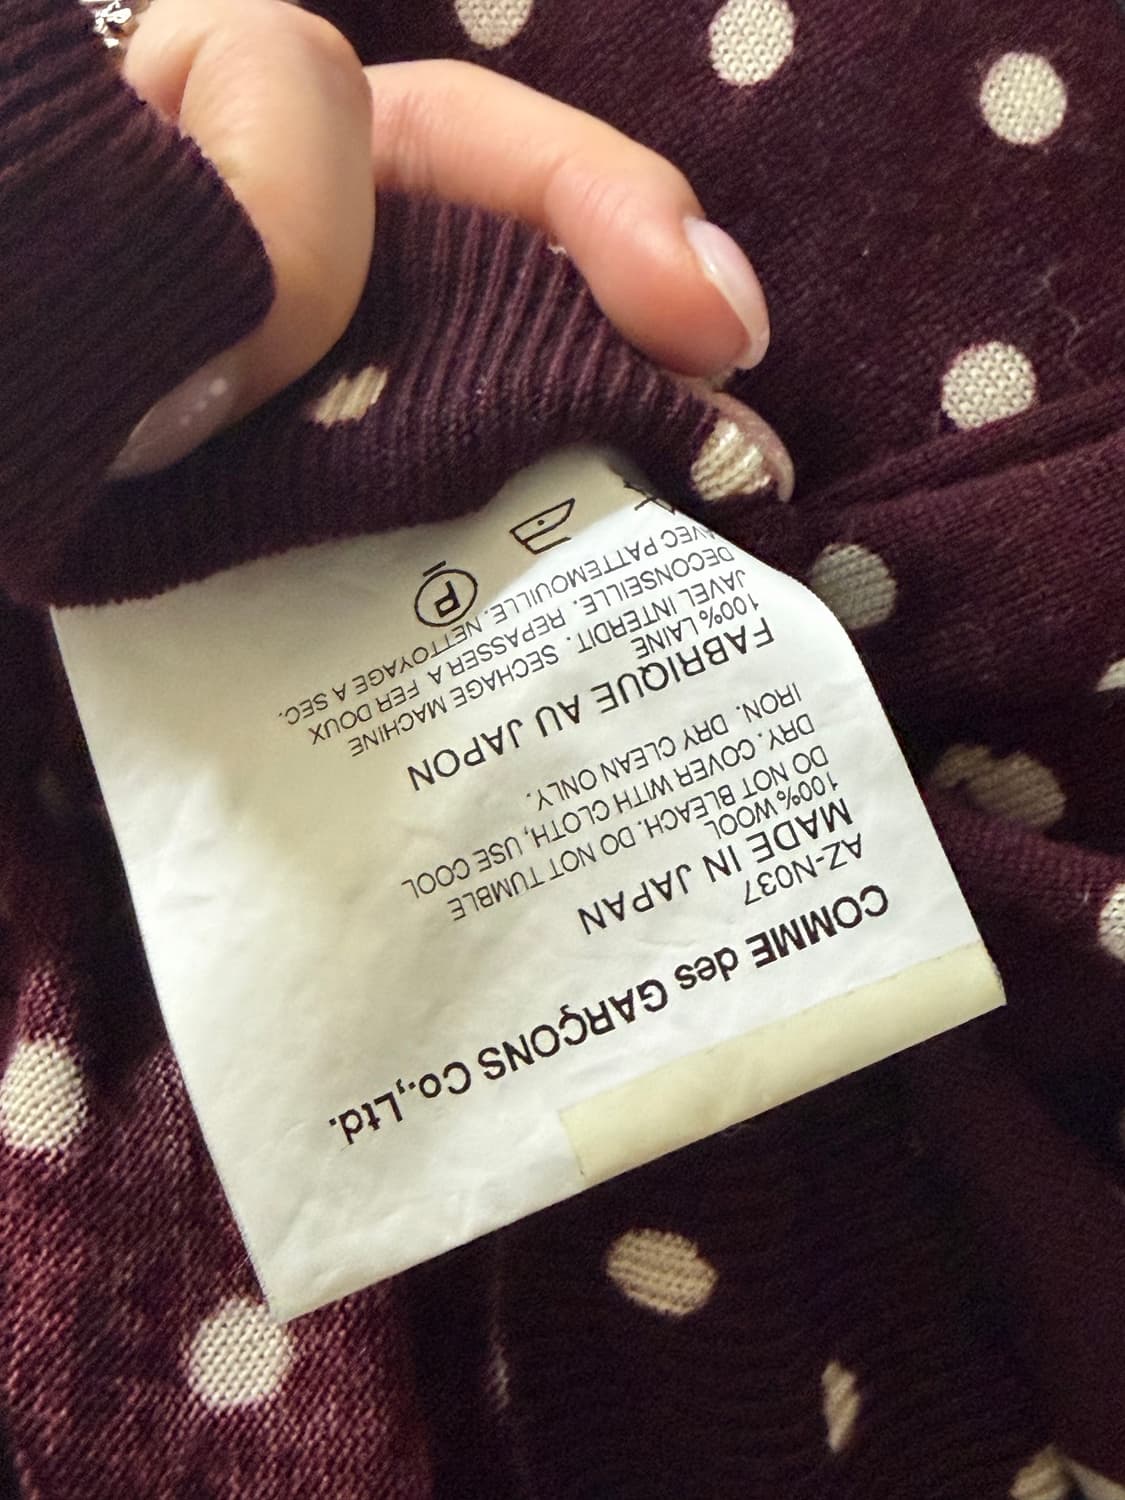 COMME des GARÇONS Co.,Ltd.
AZ-N037
MADE IN JAPAN
100% WOOL
DO NOT BLEACH. DO NOT TUMBLE
DRY. COVER WITH CLOTH, USE COOL
IRON. DRY CLEAN ONLY.
FABRIQUE AU JAPON
100% LAINE
JAVEL INTERDIT. SECHAGE MACHINE
DECONSEILLE. REPASSER A FER DOUX
AVEC PATTEMOUILLE. NETTOYAGE A SEC.
P